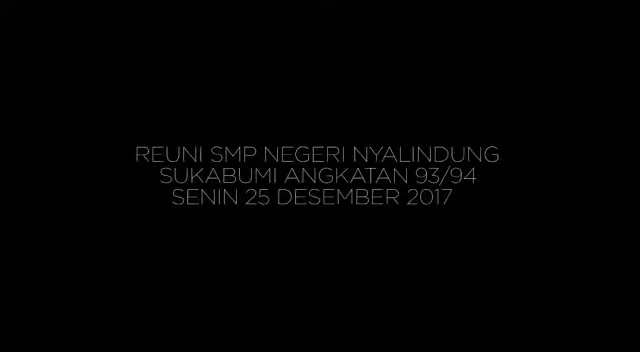 REUNI SMP NEGERI NYALINDUNG
SUKABUMI ANGKATAN 93/94
SENIN 25 DESEMBER 2017